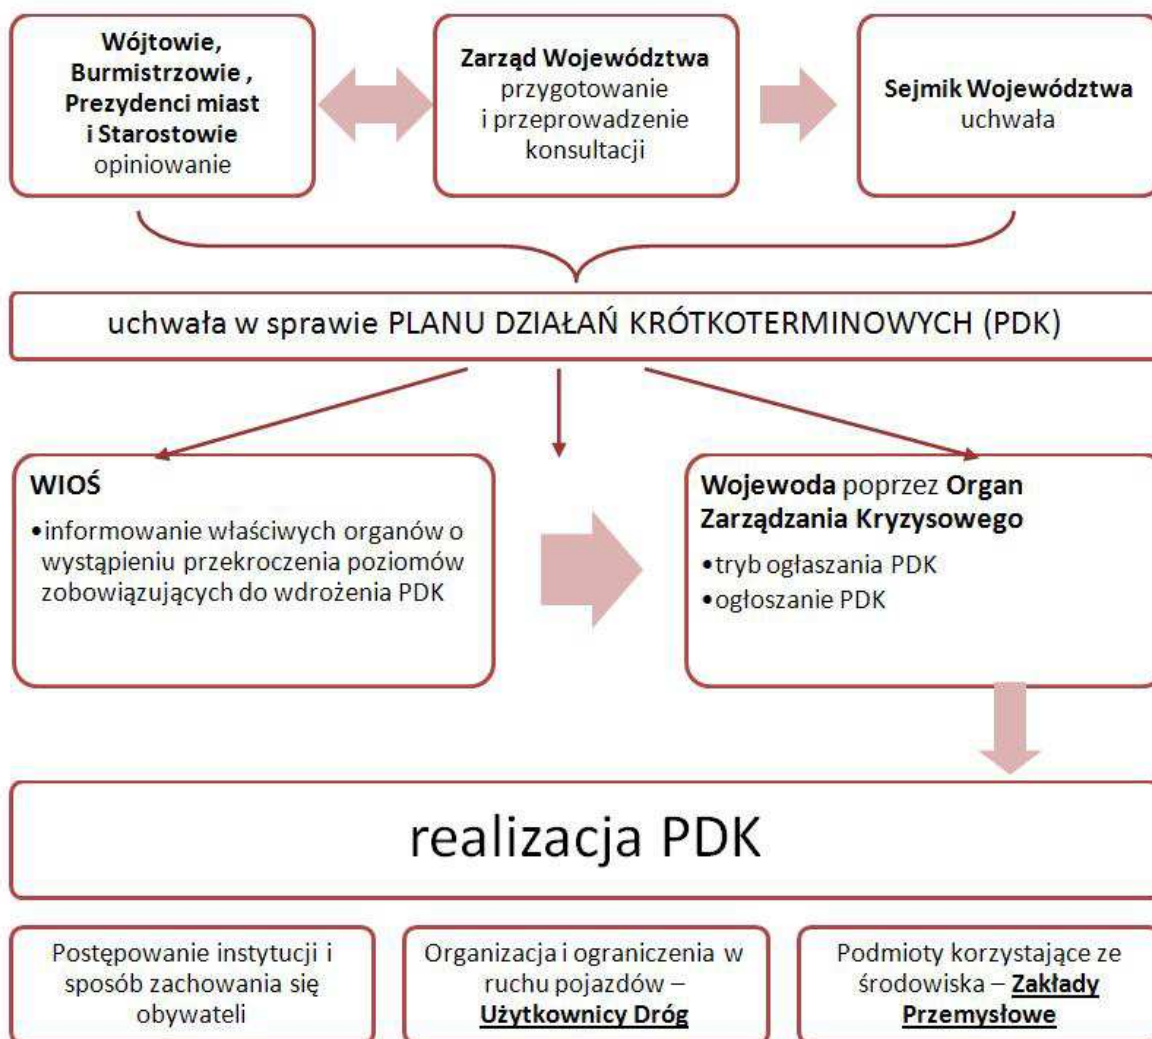 Wójtowie,
Burmistrzowie ,
Prezydenci miast
i Starostowie
opiniowanie
Zarząd Województwa
przygotowanie
i przeprowadzenie
konsultacji
Sejmik Województwa
uchwała
uchwała w sprawie PLANU DZIAŁAŃ KRÓTKOTERMINOWYCH (PDK)
WIOŚ
•informowanie właściwych organów o
wystąpieniu przekroczenia poziomów
zobowiązujących do wdrożenia PDK
Wojewoda poprzez Organ
Zarządzania Kryzysowego
•tryb ogłaszania PDK
•ogłoszanie PDK
realizacja PDK
Postępowanie instytucji i
sposób zachowania się
obywateli
Organizacja i ograniczenia w
ruchu pojazdów –
Użytkownicy Dróg
Podmioty korzystające ze
środowiska – Zakłady
Przemysłowe